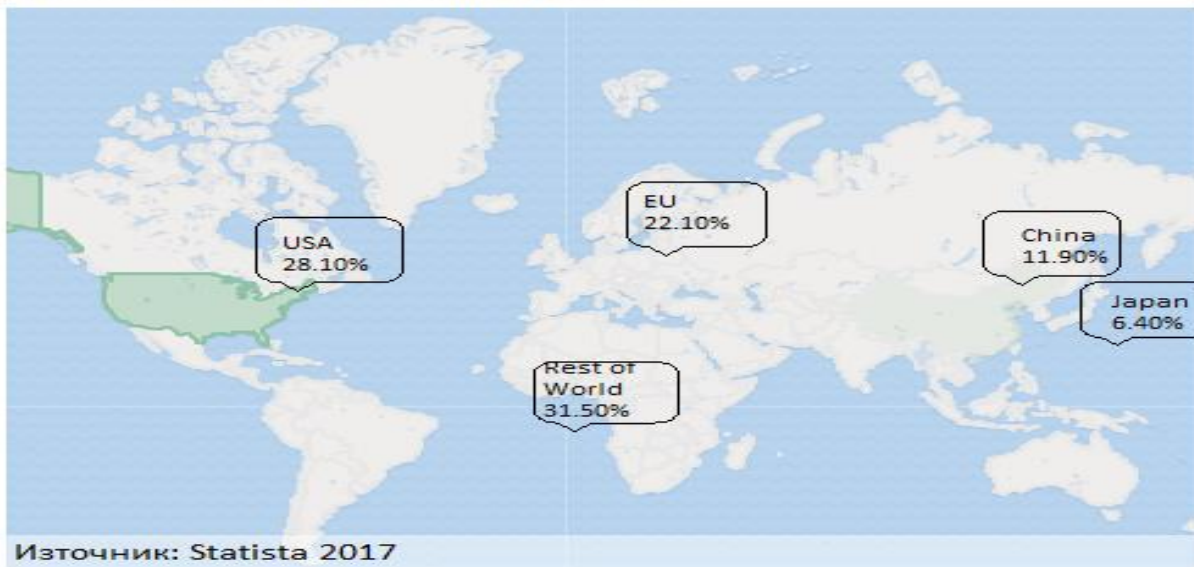 EU
22.10%
USA
28.10%
China
11.90%
Japan
6.40%
Rest of
World
31.50%
Източник: Statista 2017